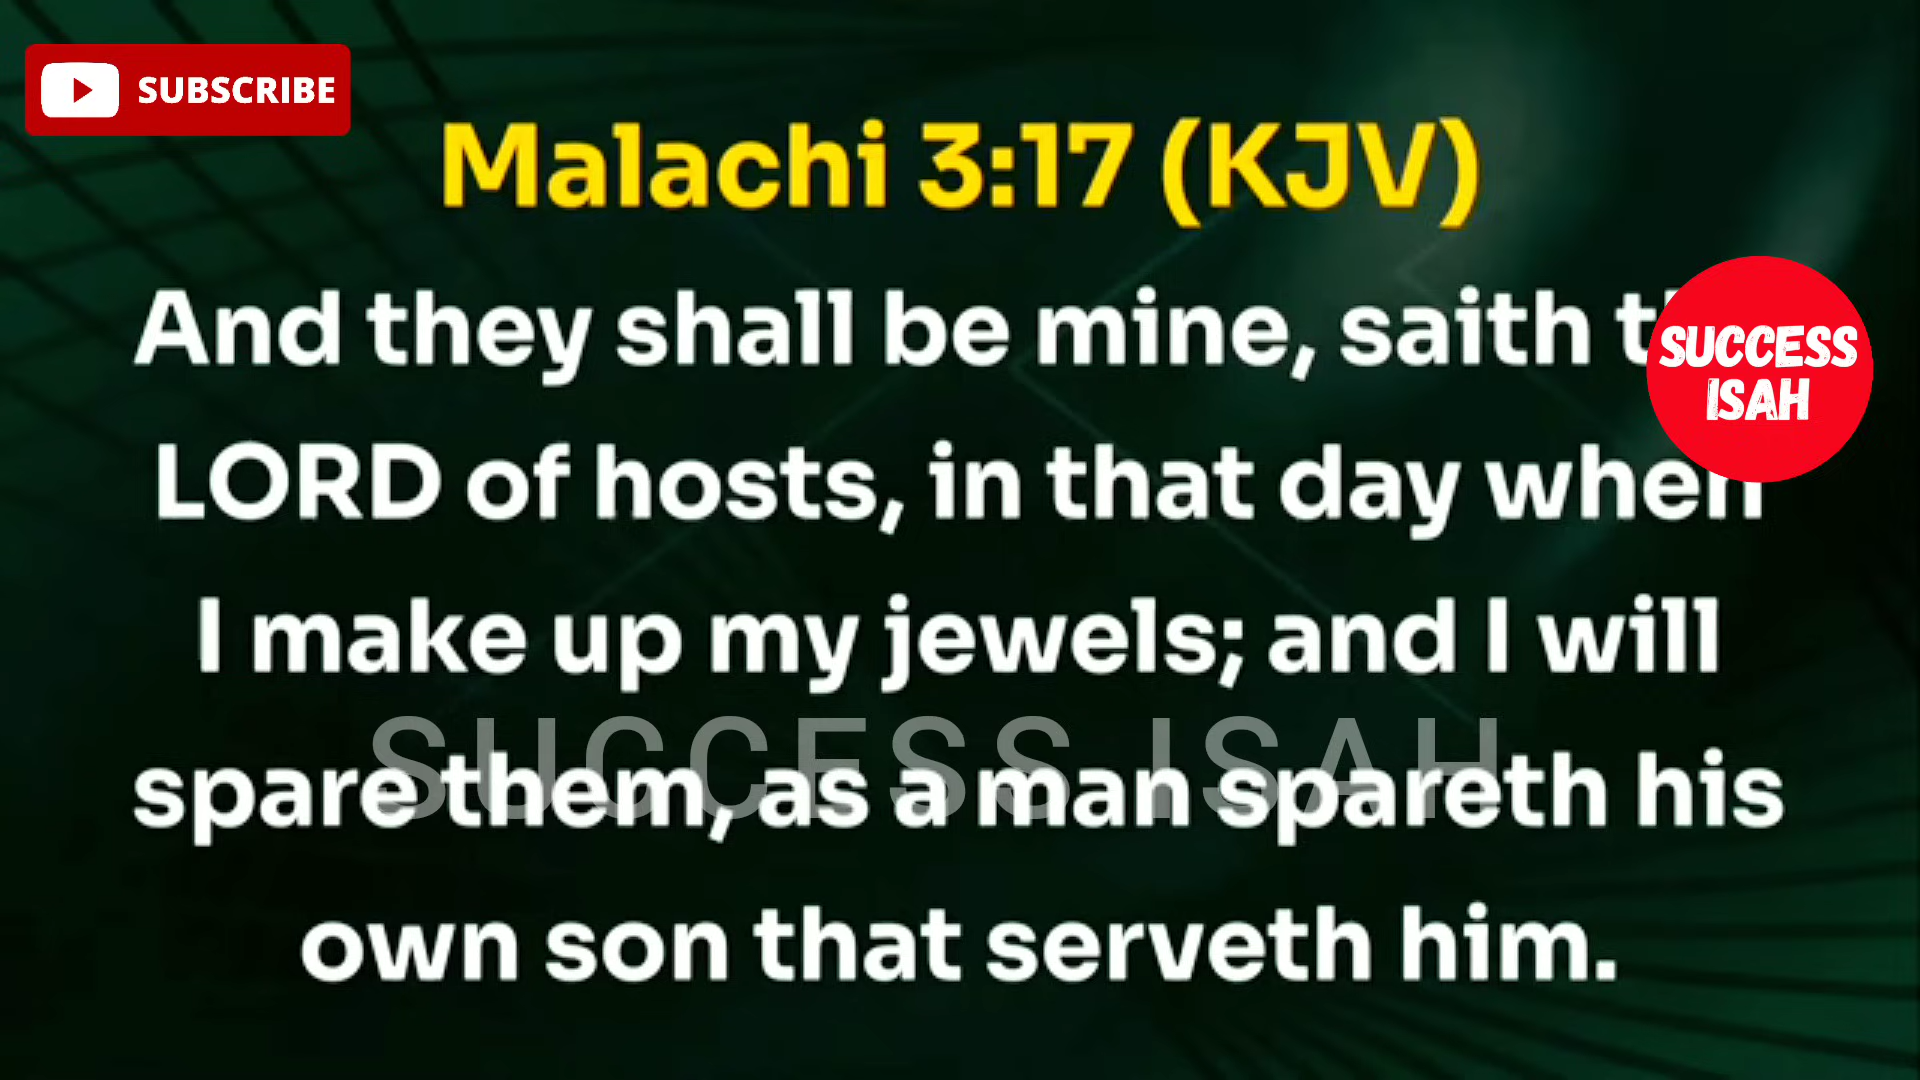 SUBSCRIBE
Malachi 3:17 (KJV)
And they shall be mine, saith
SUCCESS
ISAH
LORD of hosts, in that day when
I make up my jewels; and I will
SUCCESS ISAH
spare them, as a man spareth his
own son that serveth him.